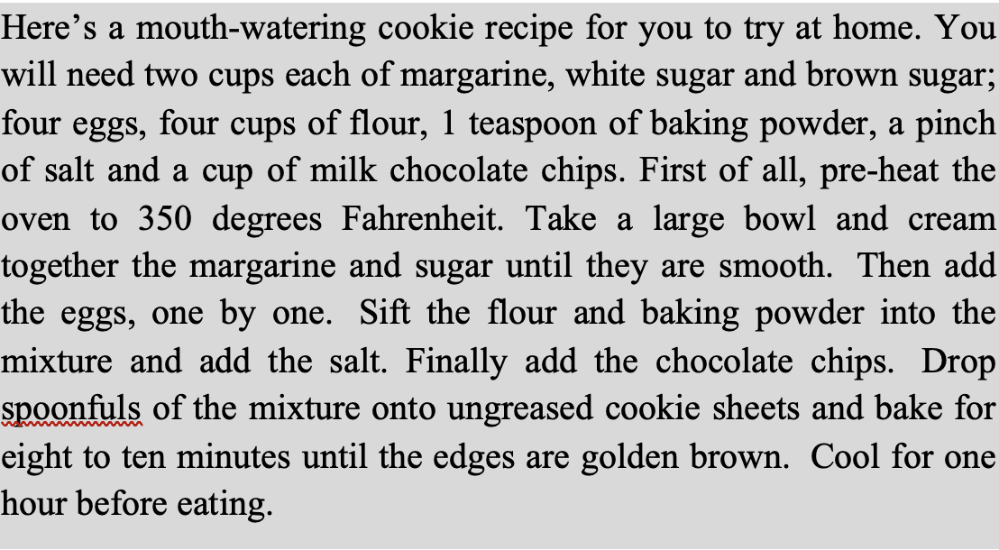 Here’s a mouth-watering cookie recipe for you to try at home. You
will need two cups each of margarine, white sugar and brown sugar;
four eggs, four cups of flour, 1 teaspoon of baking powder, a pinch
of salt and a cup of milk chocolate chips. First of all, pre-heat the
oven to 350 degrees Fahrenheit. Take a large bowl and cream
together the margarine and sugar until they are smooth.  Then add
the eggs, one by one.  Sift the flour and baking powder into the
mixture and add the salt. Finally add the chocolate chips.  Drop
spoonfuls of the mixture onto ungreased cookie sheets and bake for
eight to ten minutes until the edges are golden brown.  Cool for one
hour before eating.